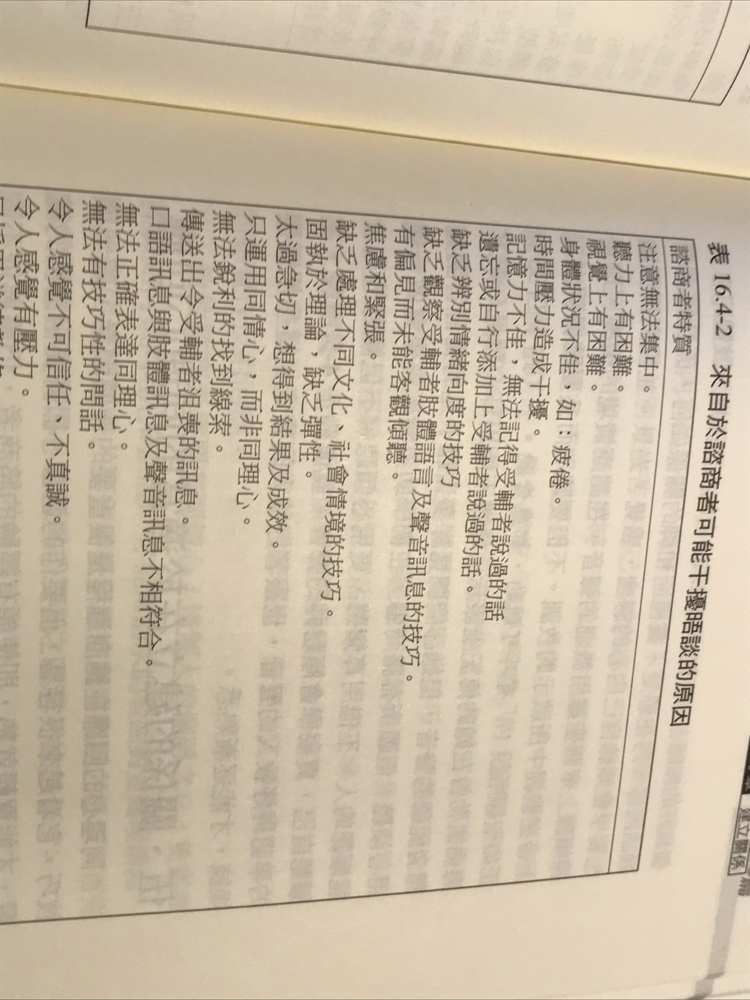 建立關係
表 16.4-2 來自於諮商者可能干擾晤談的原因
諮商者特質
注意無法集中。
聽力上有困難。
視覺上有困難。
身體狀況不佳，如：疲倦。
時間壓力造成干擾。
記憶力不佳，無法記得受輔者說過的話
遺忘或自行添加上受輔者說過的話。
缺乏辨別情緒向度的技巧
缺乏觀察受輔者肢體語言及聲音訊息的技巧。
有偏見而未能客觀傾聽。
焦慮和緊張。
缺乏處理不同文化、社會情境的技巧。
固執於理論，缺乏彈性。
太過急切，想得到結果及成效。
只運用同情心，而非同理心。
無法銳利的找到線索。
傳送出令受輔者沮喪的訊息。
口語訊息與肢體訊息及聲音訊息不相符合。
無法正確表達同理心。
無法有技巧性的問話。
令人感覺不可信任、不真誠。
令人感覺有壓力。